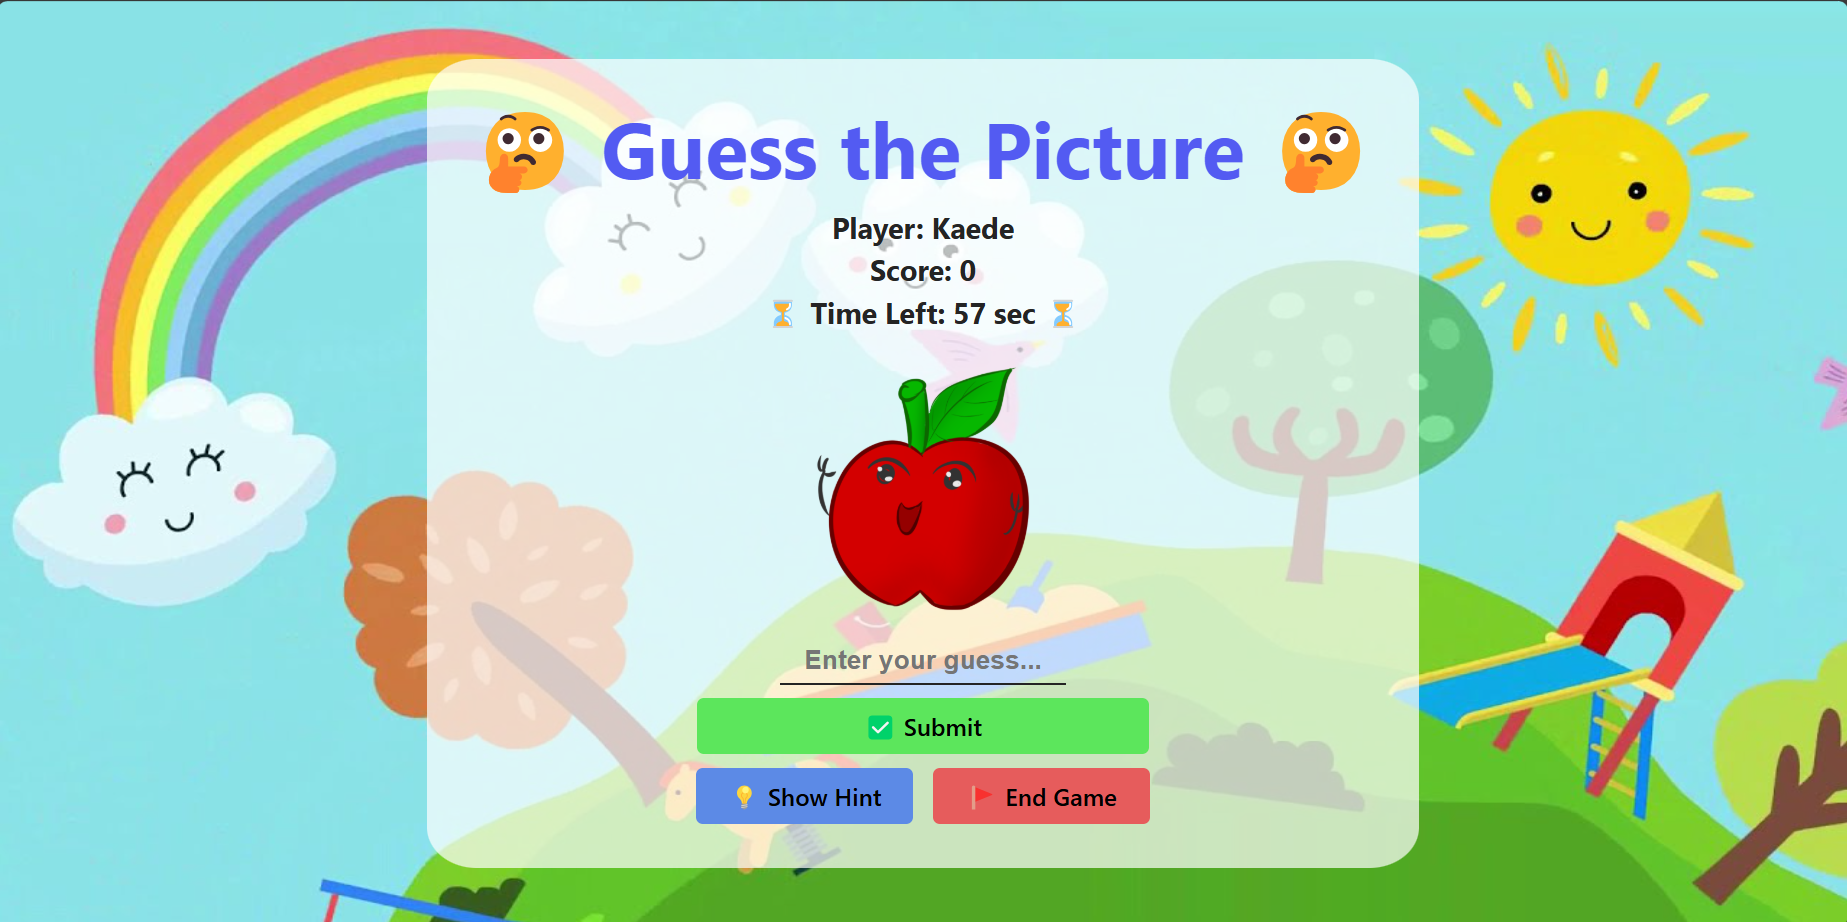 Guess the Picture
Player: Kaede
Score: 0
Time Left: 57 sec
Enter your guess...
Submit
Show Hint
End Game